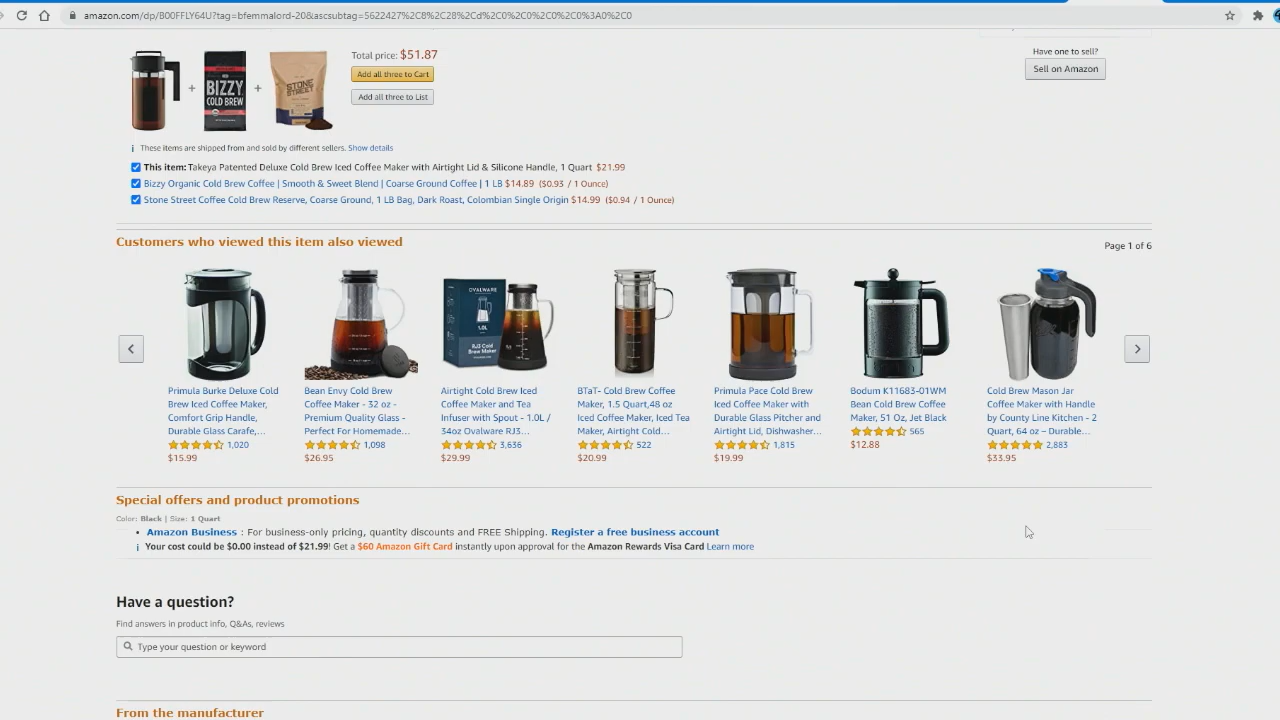 amazon.com/dp/B00FFLY64U?tag=bfemmalord-20&ascsubtag=5622427%2C8%2C28%2Cd%2C0%2C0%2C0%2C0%3A0%2C0
Total price: $51.87
Add all three to Cart
Add all three to List
Have one to sell?
Sell on Amazon
BIZZY
COLD BREW
STONE
STREET
These items are shipped from and sold by different sellers. Show details
This item: Takeya Patented Deluxe Cold Brew Iced Coffee Maker with Airtight Lid & Silicone Handle, 1 Quart $21.99
Bizzy Organic Cold Brew Coffee | Smooth & Sweet Blend | Coarse Ground Coffee | 1 LB $14.89 ($0.93 / 1 Ounce)
Stone Street Coffee Cold Brew Reserve, Coarse Ground, 1 LB Bag, Dark Roast, Colombian Single Origin $14.99 ($0.94 / 1 Ounce)
Customers who viewed this item also viewed
Page 1 of 6
OVALWARE
1.0L
RJ3 Cold
Brew Maker
Primula Burke Deluxe Cold
Brew Iced Coffee Maker,
Comfort Grip Handle,
Durable Glass Carafe,...
1,020
$15.99
Bean Envy Cold Brew
Coffee Maker - 32 oz -
Premium Quality Glass -
Perfect For Homemade...
1,098
$26.95
Airtight Cold Brew Iced
Coffee Maker and Tea
Infuser with Spout - 1.0L /
34oz Ovalware RJ3...
3,636
$29.99
BTaT- Cold Brew Coffee
Maker, 1.5 Quart,48 oz
Iced Coffee Maker, Iced Tea
Maker, Airtight Cold...
522
$20.99
Primula Pace Cold Brew
Iced Coffee Maker with
Durable Glass Pitcher and
Airtight Lid, Dishwasher...
1,815
$19.99
Bodum K11683-01WM
Bean Cold Brew Coffee
Maker, 51 Oz, Jet Black
565
$12.88
Cold Brew Mason Jar
Coffee Maker with Handle
by County Line Kitchen - 2
Quart, 64 oz – Durable...
2,883
$33.95
Special offers and product promotions
Color: Black | Size: 1 Quart
Amazon Business : For business-only pricing, quantity discounts and FREE Shipping. Register a free business account
Your cost could be $0.00 instead of $21.99! Get a $60 Amazon Gift Card instantly upon approval for the Amazon Rewards Visa Card Learn more
Have a question?
Find answers in product info, Q&As, reviews
Type your question or keyword
From the manufacturer